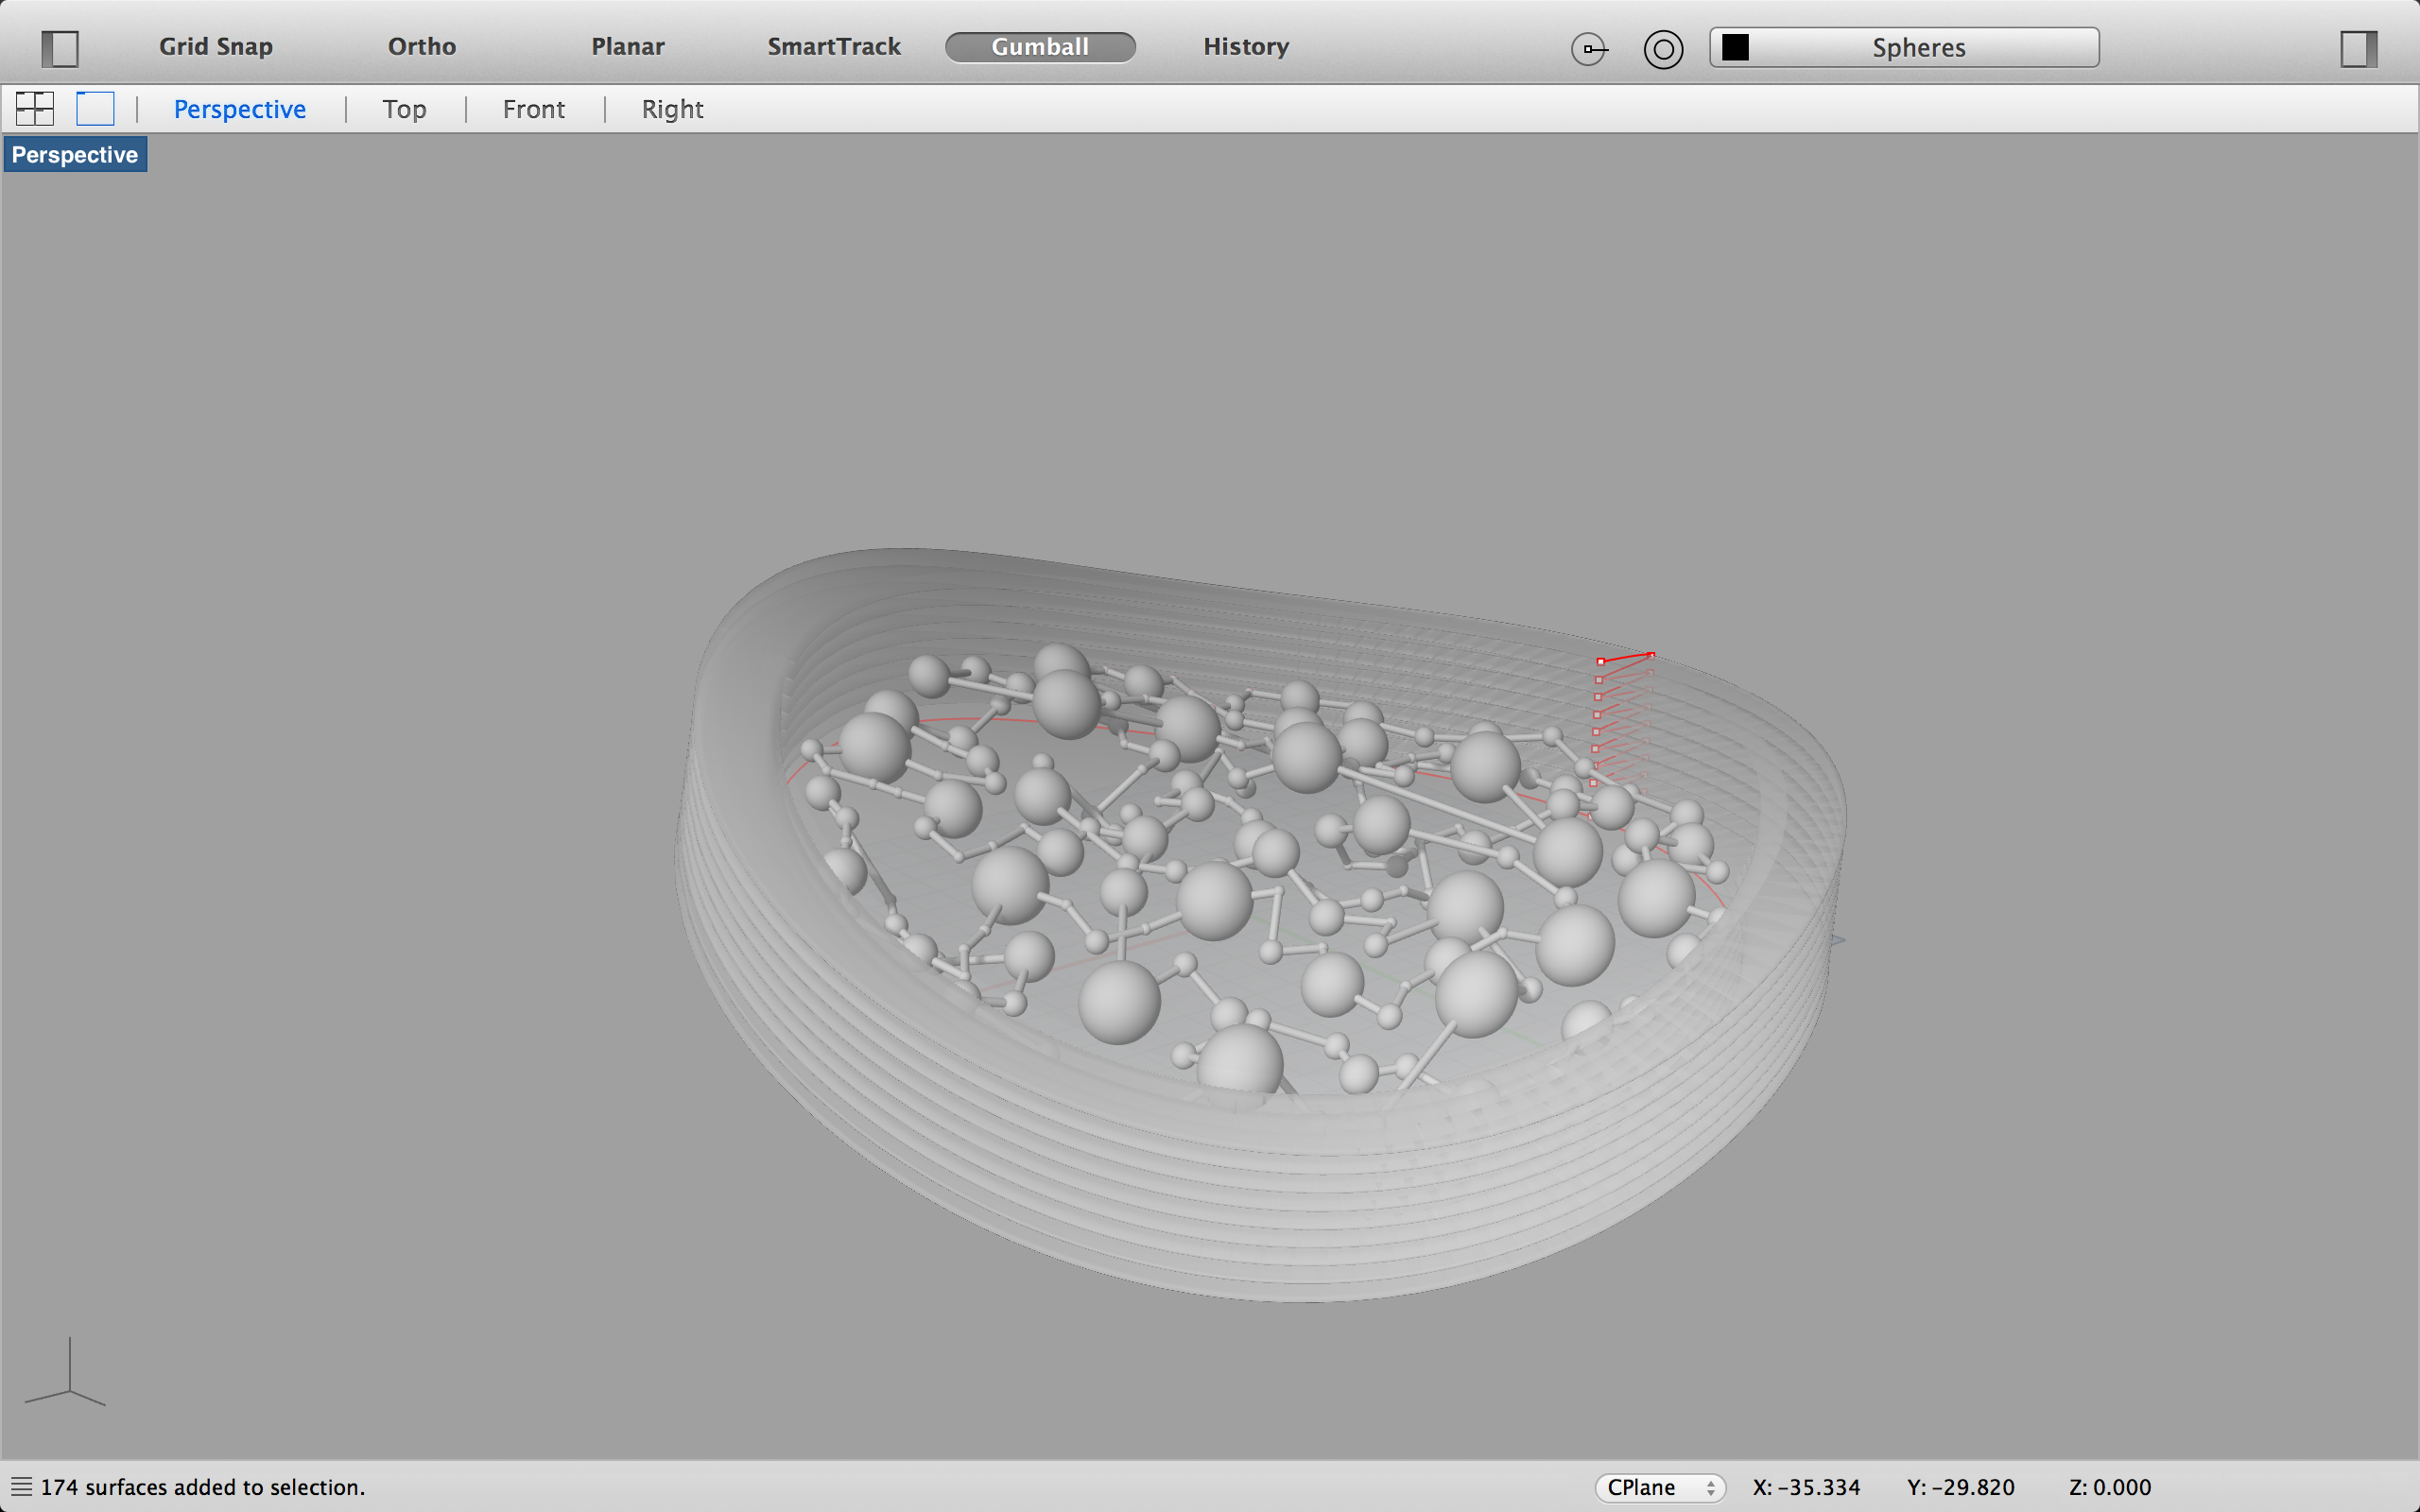 Grid Snap Ortho Planar SmartTrack Gumball History Spheres
Perspective Top Front Right
Perspective
174 surfaces added to selection. CPlane X: -35.334 Y: -29.820 Z: 0.000